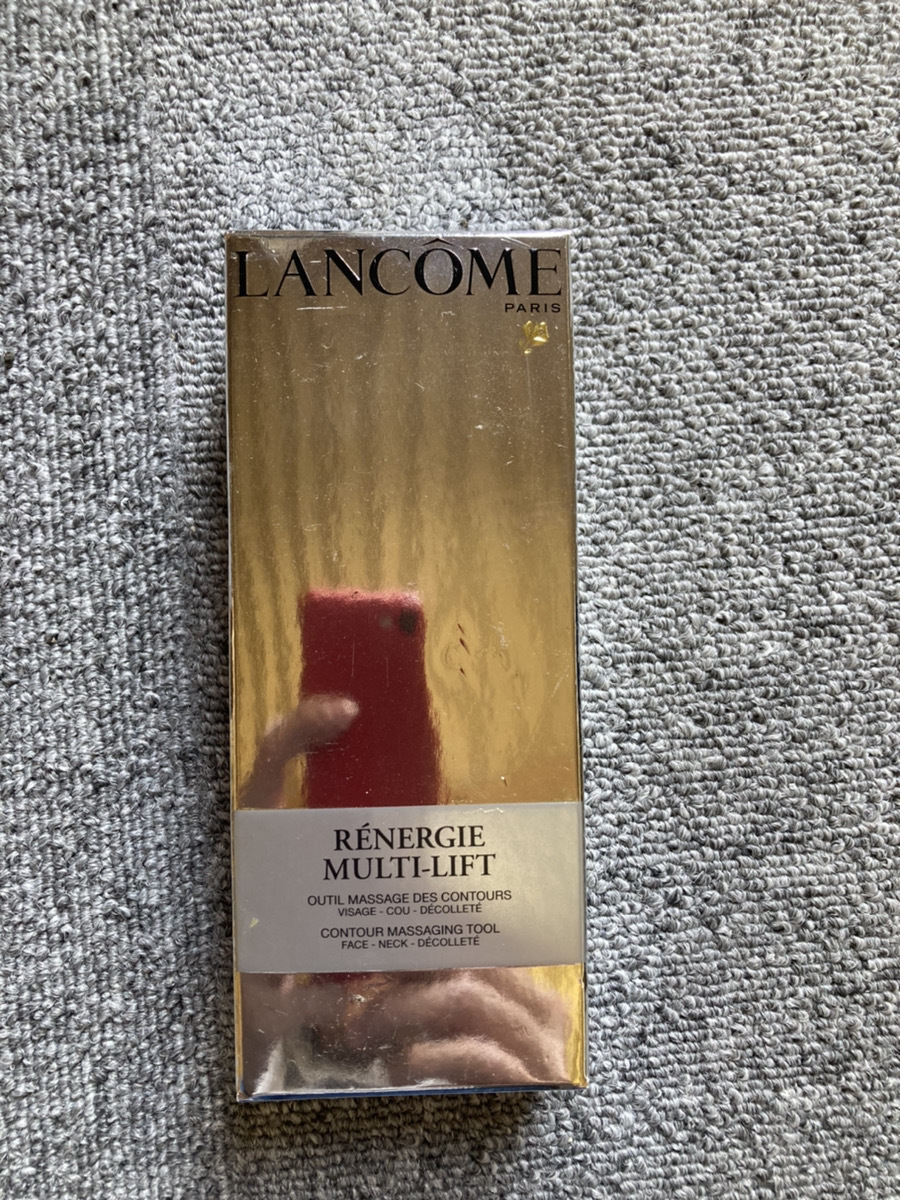 LANCÔME
PARIS
RÉNERGIE
MULTI-LIFT
OUTIL MASSAGE DES CONTOURS
VISAGE - COU - DÉCOLLETÉ
CONTOUR MASSAGING TOOL
FACE - NECK - DÉCOLLETÉ